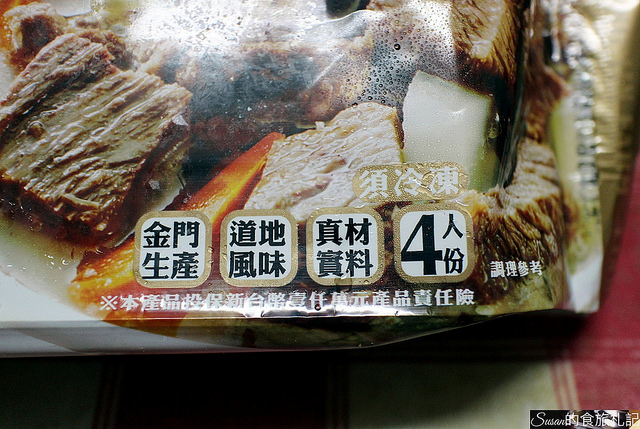 須冷凍
金門生產
道地風味
真材實料
4人份
調理參考
※本產品投保新台幣壹仟萬元產品責任險
Susan的食旅札記